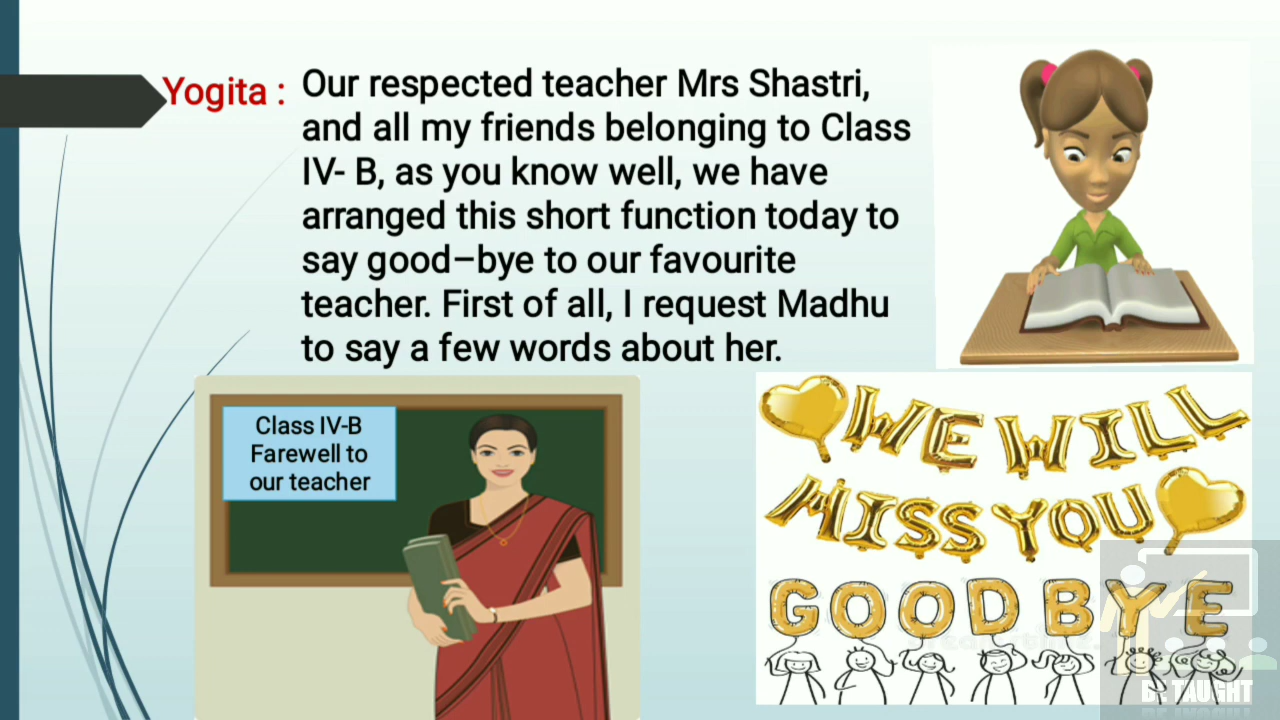 Yogita : Our respected teacher Mrs Shastri,
and all my friends belonging to Class
IV- B, as you know well, we have
arranged this short function today to
say good–bye to our favourite
teacher. First of all, I request Madhu
to say a few words about her.
Class IV-B
Farewell to
our teacher
WE WILL
MISS YOU
GOODBYE
BE TAUGHT